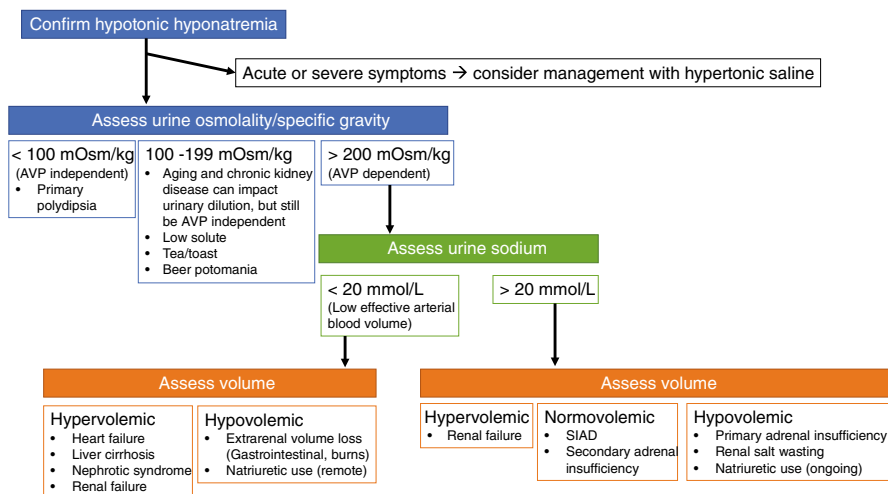 Confirm hypotonic hyponatremia
Acute or severe symptoms → consider management with hypertonic saline
Assess urine osmolality/specific gravity
< 100 mOsm/kg
(AVP independent)
• Primary
polydipsia
100 -199 mOsm/kg
• Aging and chronic kidney
disease can impact
urinary dilution, but still
be AVP independent
• Low solute
• Tea/toast
• Beer potomania
> 200 mOsm/kg
(AVP dependent)
Assess urine sodium
< 20 mmol/L
(Low effective arterial
blood volume)
> 20 mmol/L
Assess volume
Hypervolemic
• Heart failure
• Liver cirrhosis
• Nephrotic syndrome
• Renal failure
Hypovolemic
• Extrarenal volume loss
(Gastrointestinal, burns)
• Natriuretic use (remote)
Assess volume
Hypervolemic
• Renal failure
Normovolemic
• SIAD
• Secondary adrenal
insufficiency
Hypovolemic
• Primary adrenal insufficiency
• Renal salt wasting
• Natriuretic use (ongoing)